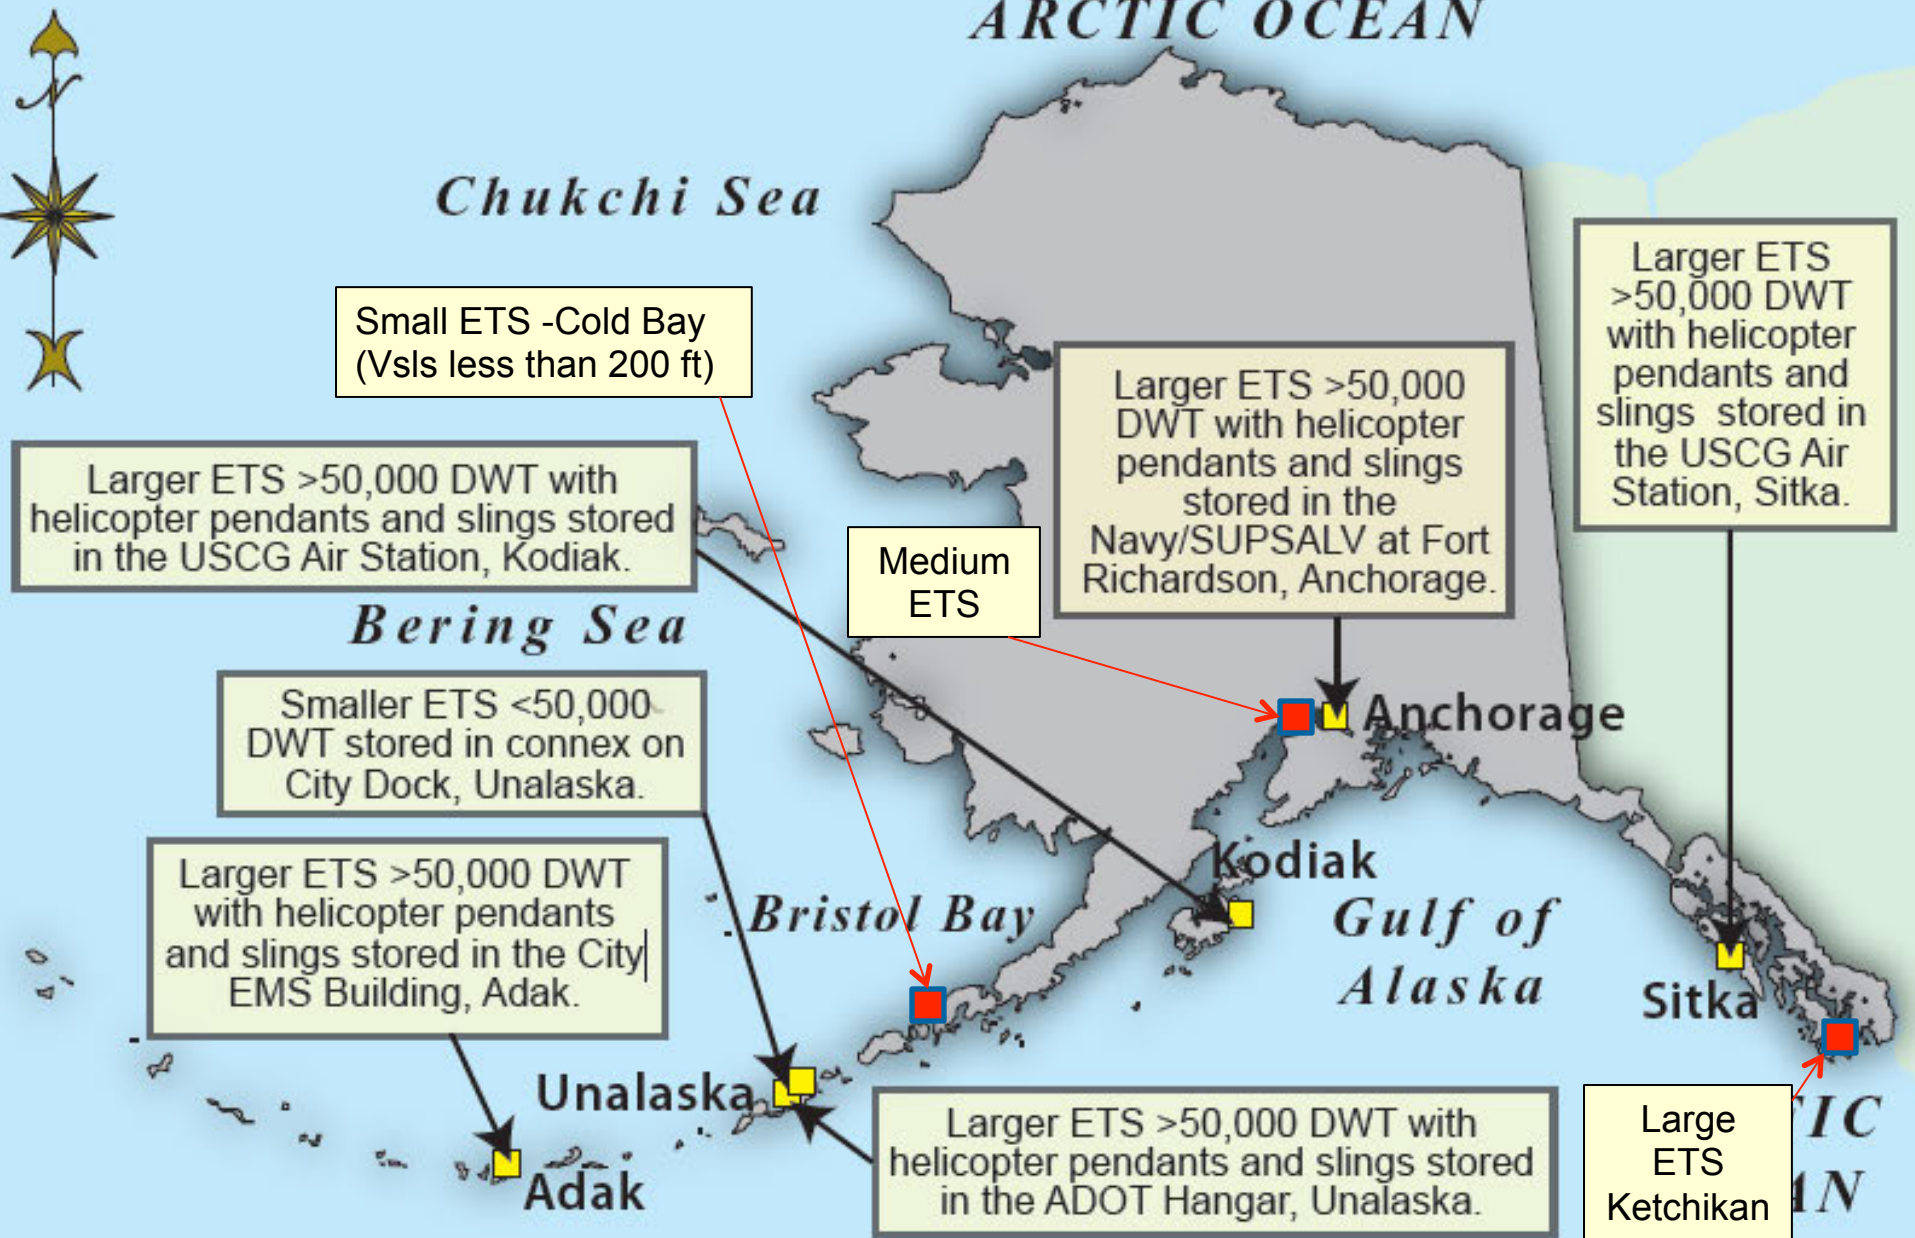 ARCTIC OCEAN
N
Chukchi Sea
Larger ETS
>50,000 DWT
with helicopter
pendants and
slings stored in
the USCG Air
Station, Sitka.
Small ETS -Cold Bay
(Vsls less than 200 ft)
Larger ETS >50,000
DWT with helicopter
pendants and slings
stored in the
Navy/SUPSALV at Fort
Richardson, Anchorage.
Larger ETS >50,000 DWT with
helicopter pendants and slings stored
in the USCG Air Station, Kodiak.
Medium
ETS
Bering Sea
Smaller ETS <50,000
DWT stored in connex on
City Dock, Unalaska.
Anchorage
Larger ETS >50,000 DWT
with helicopter pendants
and slings stored in the City
EMS Building, Adak.
Kodiak
Bristol Bay
Gulf of
Alaska
Sitka
Unalaska
Adak
Larger ETS >50,000 DWT with
helicopter pendants and slings stored
in the ADOT Hangar, Unalaska.
Large
ETS
Ketchikan
IC
AN